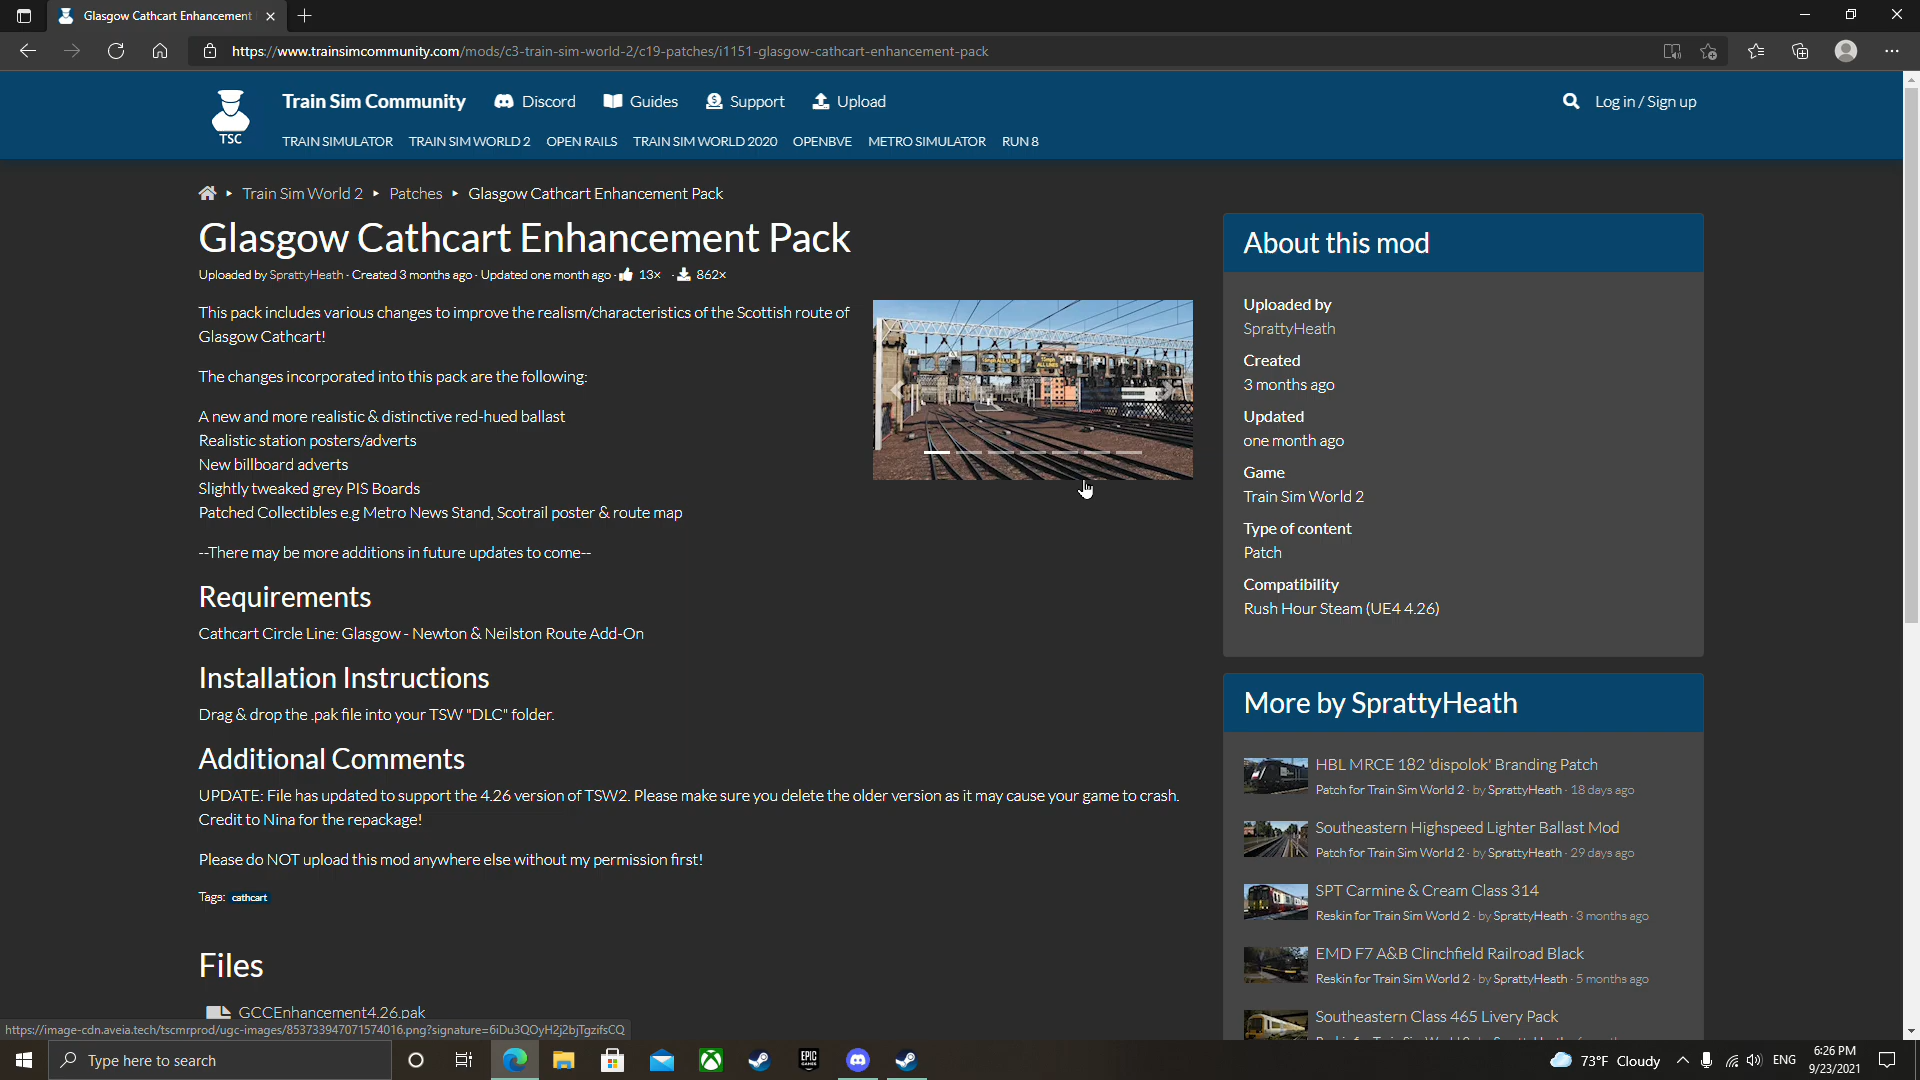 Glasgow Cathcart Enhancement
https://www.trainsimcommunity.com/mods/c3-train-sim-world-2/c19-patches/i1151-glasgow-cathcart-enhancement-pack
TSC
Train Sim Community
Discord
Guides
Support
Upload
Log in / Sign up
TRAIN SIMULATOR
TRAIN SIM WORLD 2
OPEN RAILS
TRAIN SIM WORLD 2020
OPENBVE
METRO SIMULATOR
RUN 8
Train Sim World 2 ▸ Patches ▸ Glasgow Cathcart Enhancement Pack
Glasgow Cathcart Enhancement Pack
Uploaded by SprattyHeath · Created 3 months ago · Updated one month ago · 13× · 862×
This pack includes various changes to improve the realism/characteristics of the Scottish route of
Glasgow Cathcart!
The changes incorporated into this pack are the following:
A new and more realistic & distinctive red-hued ballast
Realistic station posters/adverts
New billboard adverts
Slightly tweaked grey PIS Boards
Patched Collectibles e.g Metro News Stand, Scotrail poster & route map
--There may be more additions in future updates to come--
Requirements
Cathcart Circle Line: Glasgow - Newton & Neilston Route Add-On
Installation Instructions
Drag & drop the .pak file into your TSW "DLC" folder.
Additional Comments
UPDATE: File has updated to support the 4.26 version of TSW2. Please make sure you delete the older version as it may cause your game to crash.
Credit to Nina for the repackage!
Please do NOT upload this mod anywhere else without my permission first!
Tags: cathcart
Files
GCCEnhancement4.26.pak
About this mod
Uploaded by
SprattyHeath
Created
3 months ago
Updated
one month ago
Game
Train Sim World 2
Type of content
Patch
Compatibility
Rush Hour Steam (UE4 4.26)
More by SprattyHeath
HBL MRCE 182 'dispolok' Branding Patch
Patch for Train Sim World 2 · by SprattyHeath · 18 days ago
Southeastern Highspeed Lighter Ballast Mod
Patch for Train Sim World 2 · by SprattyHeath · 29 days ago
SPT Carmine & Cream Class 314
Reskin for Train Sim World 2 · by SprattyHeath · 3 months ago
EMD F7 A&B Clinchfield Railroad Black
Reskin for Train Sim World 2 · by SprattyHeath · 5 months ago
Southeastern Class 465 Livery Pack
https://image-cdn.aveia.tech/tscmrprod/ugc-images/853733947071574016.png?signature=6iDu3QOyH2j2bjTgzifsCQ
Type here to search
EPIC
GAMES
73°F Cloudy
ENG
6:26 PM
9/23/2021